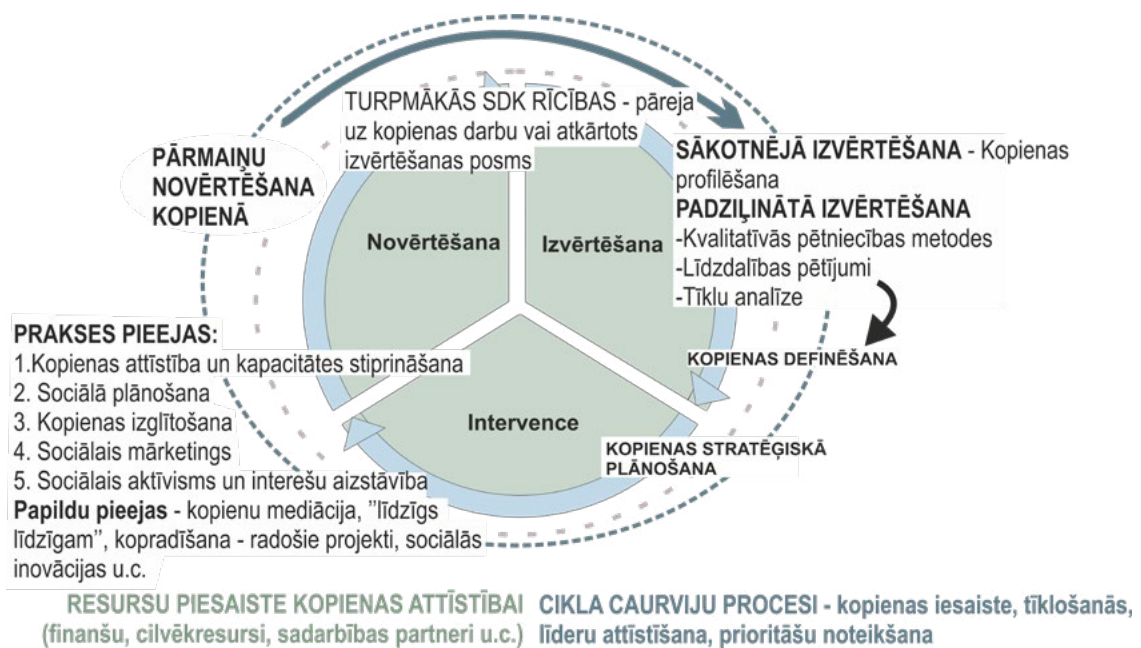 TURPMĀKĀS SDK RĪCĪBAS - pāreja
uz kopienas darbu vai atkārtots
izvērtēšanas posms
PĀRMAIŅU
NOVĒRTĒŠANA
KOPIENĀ
SĀKOTNĒJĀ IZVĒRTĒŠANA - Kopienas
profilēšana
PADZIĻINĀTĀ IZVĒRTĒŠANA
-Kvalitatīvās pētniecības metodes
-Līdzdalības pētījumi
-Tīklu analīze
Novērtēšana
Izvērtēšana
KOPIENAS DEFINĒŠANA
PRAKSES PIEEJAS:
1.Kopienas attīstība un kapacitātes stiprināšana
2. Sociālā plānošana
3. Kopienas izglītošana
4. Sociālais mārketings
5. Sociālais aktīvisms un interešu aizstāvība
Papildu pieejas - kopienu mediācija, ”līdzīgs
līdzīgam”, kopradīšana - radošie projekti, sociālās
inovācijas u.c.
Intervence
KOPIENAS STRATĒĢISKĀ
PLĀNOŠANA
RESURSU PIESAISTE KOPIENAS ATTĪSTĪBAI
(finanšu, cilvēkresursi, sadarbības partneri u.c.)
CIKLA CAURVIJU PROCESI - kopienas iesaiste, tīklošanās,
līderu attīstīšana, prioritāšu noteikšana